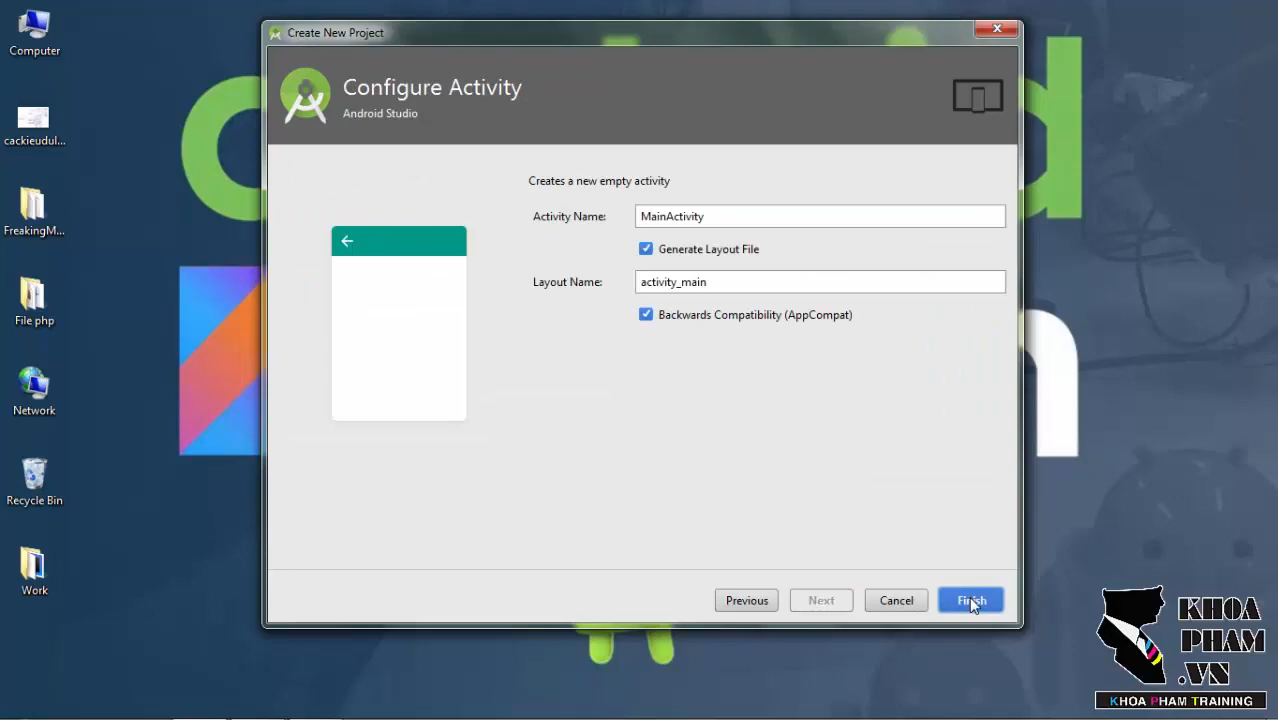 Create New Project
Computer
Configure Activity
Android Studio
cackieudul...
Creates a new empty activity
Activity Name:
MainActivity
FreakingM...
Generate Layout File
Layout Name:
activity_main
File php
Backwards Compatibility (AppCompat)
Network
Recycle Bin
Work
Previous
Next
Cancel
Finish
KHOA
PHAM
.VN
KHOA PHAM TRAINING